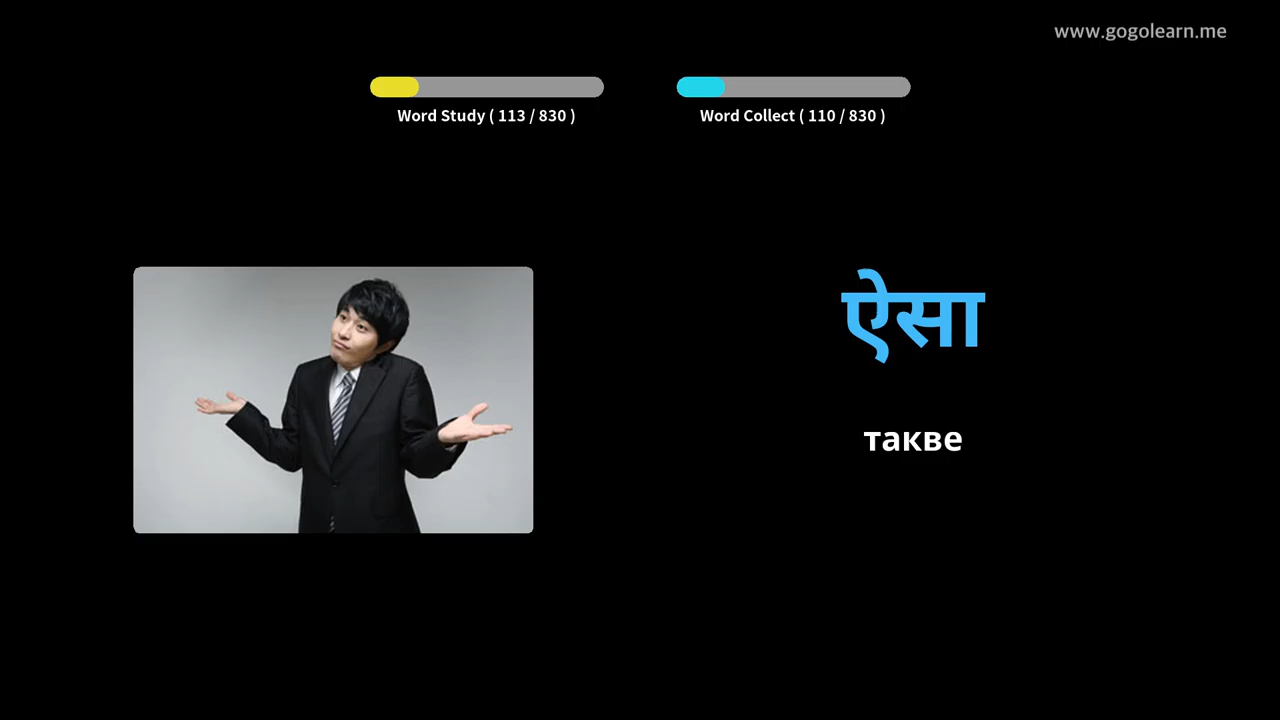 www.gogolearn.me
Word Study ( 113 / 830 )
Word Collect ( 110 / 830 )
ऐसा
такве